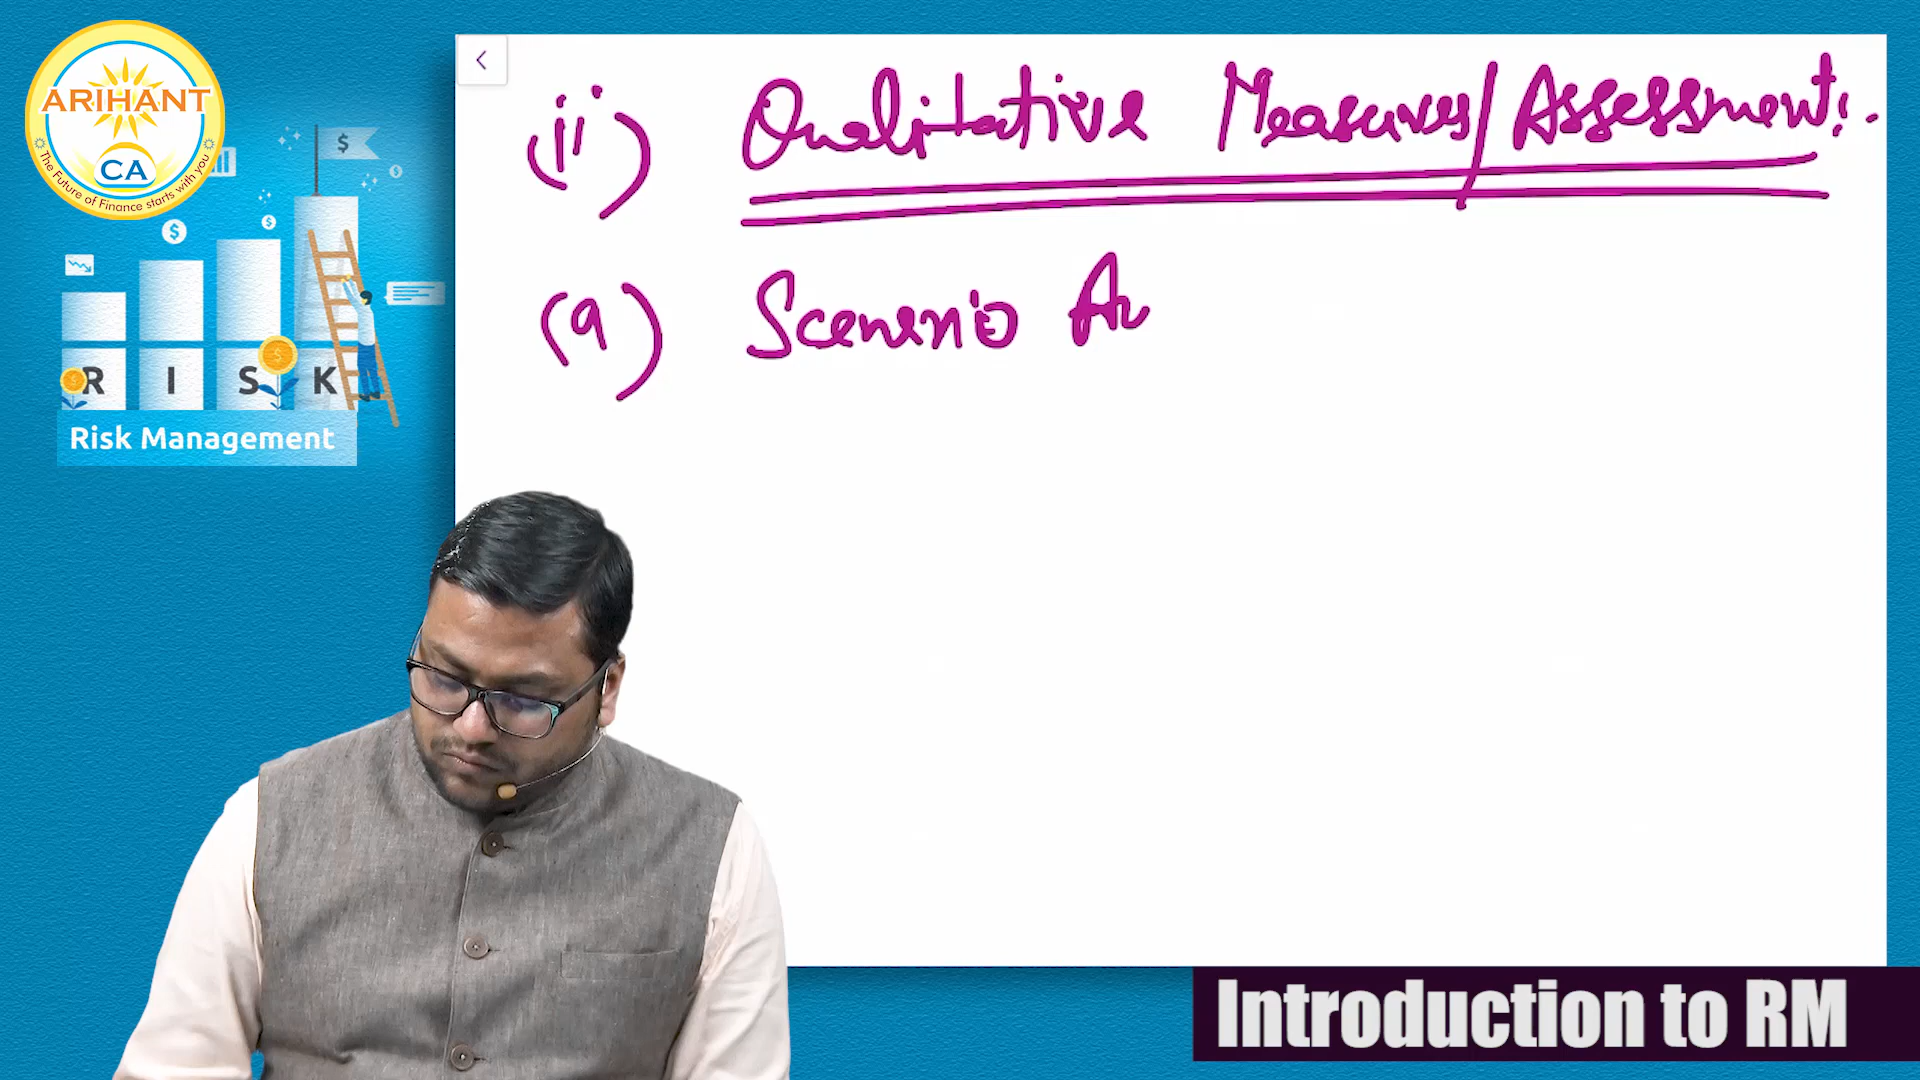 ARIHANT
CA
The Future of Finance starts with you
R I S K
Risk Management
(ii) Qualitative Measures/Assessment:.
(a) Scenerio An
Introduction to RM